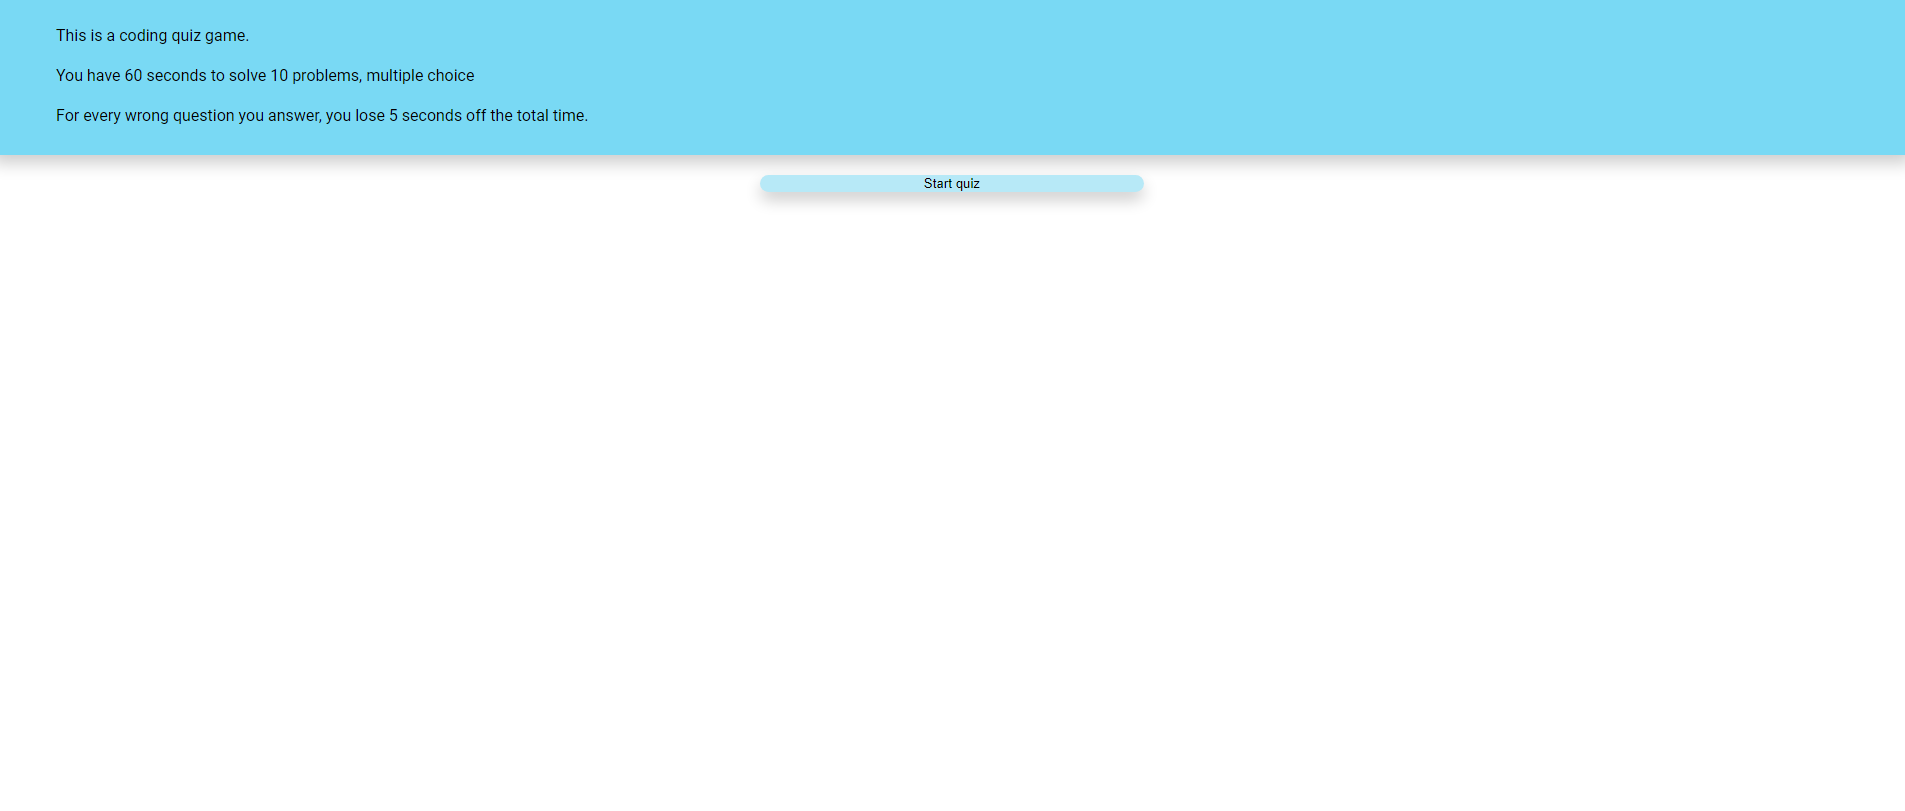 This is a coding quiz game.
You have 60 seconds to solve 10 problems, multiple choice
For every wrong question you answer, you lose 5 seconds off the total time.
Start quiz